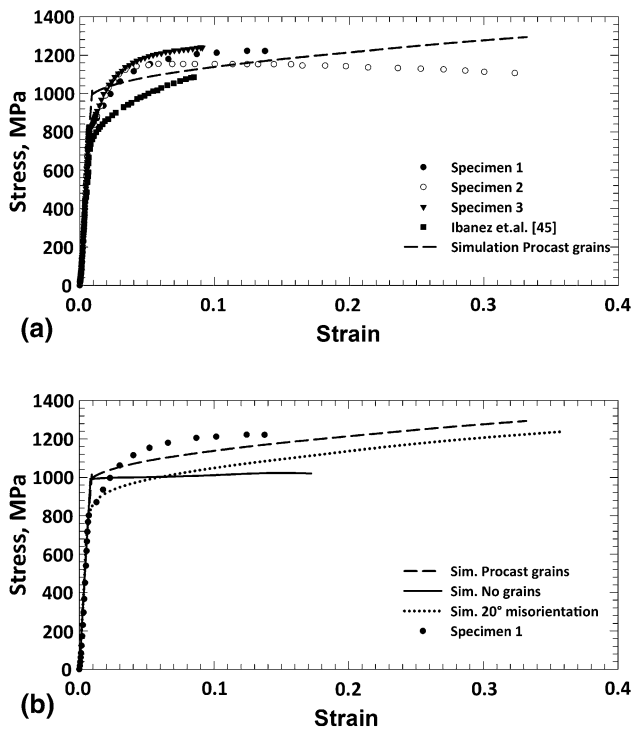 1400
1200
1000
800
600
400
200
0
Stress, MPa
Specimen 1
Specimen 2
Specimen 3
Ibanez et.al. [45]
Simulation Procast grains
0.0 0.1 0.2 0.3 0.4
(a)
Strain
1400
1200
1000
800
600
400
200
0
Stress, MPa
Sim. Procast grains
Sim. No grains
Sim. 20° misorientation
Specimen 1
0.0 0.1 0.2 0.3 0.4
(b)
Strain